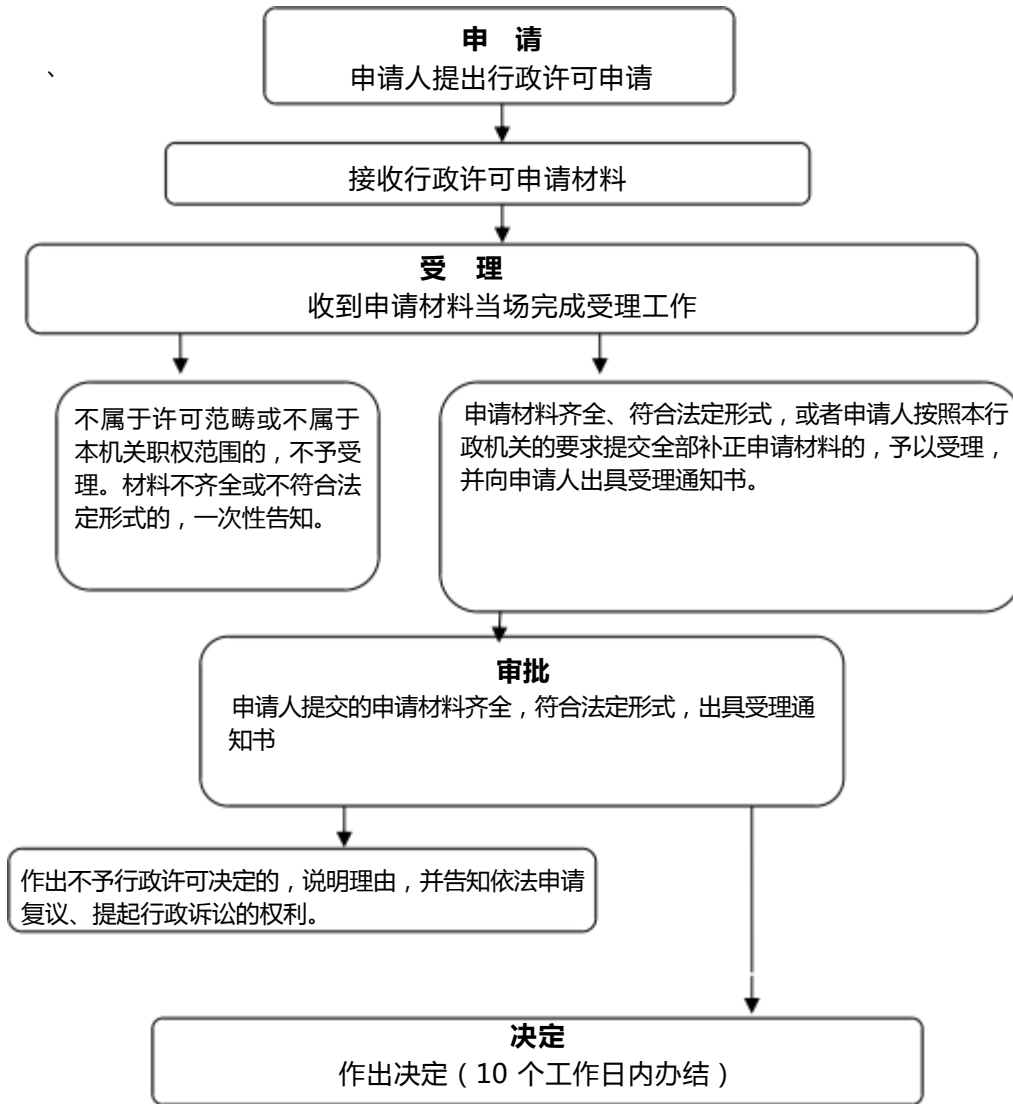 申 请
申请人提出行政许可申请
、
接收行政许可申请材料
受 理
收到申请材料当场完成受理工作
不属于许可范畴或不属于
本机关职权范围的，不予受
理。材料不齐全或不符合法
定形式的，一次性告知。
申请材料齐全、符合法定形式，或者申请人按照本行
政机关的要求提交全部补正申请材料的，予以受理，
并向申请人出具受理通知书。
审批
申请人提交的申请材料齐全，符合法定形式，出具受理通
知书
作出不予行政许可决定的，说明理由，并告知依法申请
复议、提起行政诉讼的权利。
决定
作出决定（10 个工作日内办结）